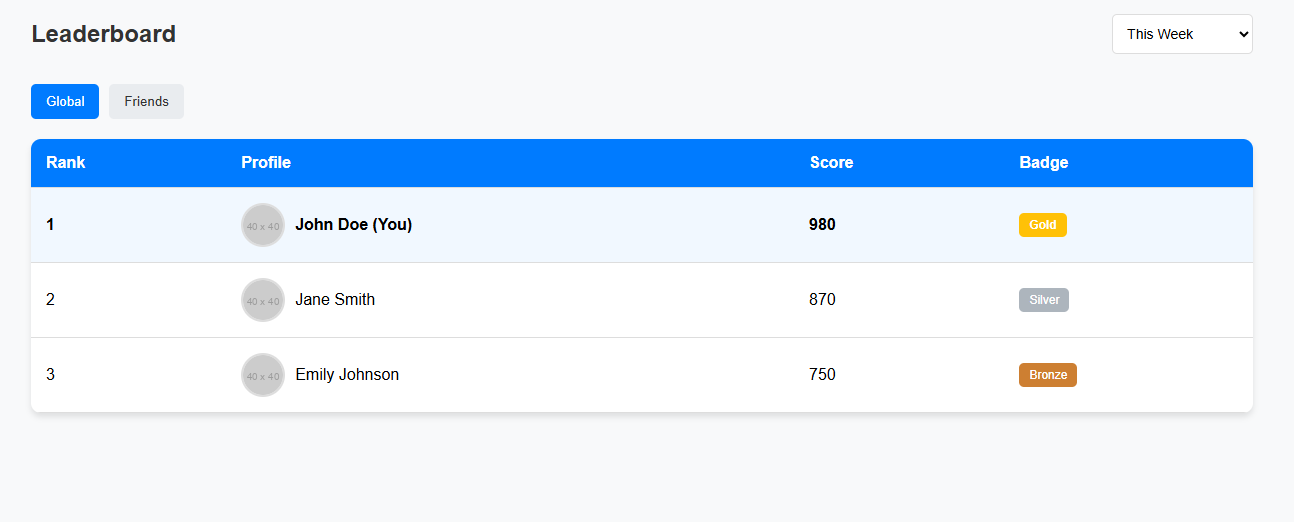 Leaderboard This Week
Global Friends
Rank Profile Score Badge
1 40 x 40 John Doe (You) 980 Gold
2 40 x 40 Jane Smith 870 Silver
3 40 x 40 Emily Johnson 750 Bronze